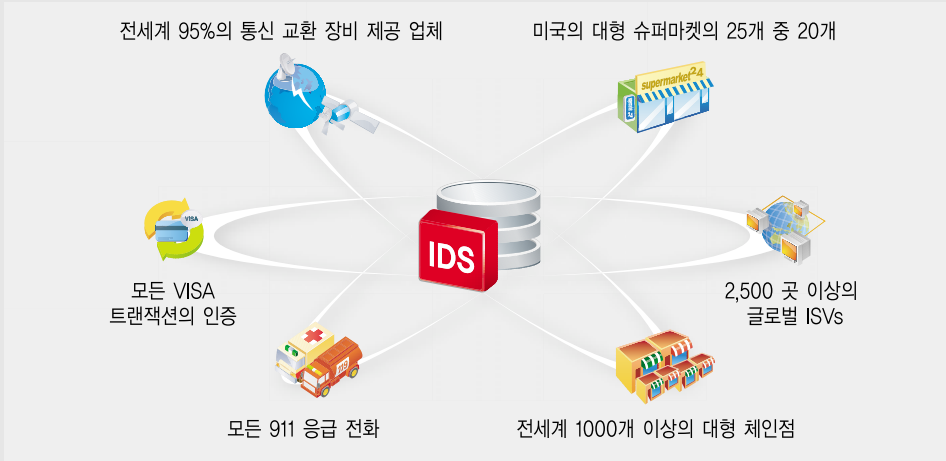 전세계 95%의 통신 교환 장비 제공 업체
미국의 대형 슈퍼마켓의 25개 중 20개
supermarket24
VISA
IDS
모든 VISA
트랜잭션의 인증
2,500 곳 이상의
글로벌 ISVs
119
모든 911 응급 전화
전세계 1000개 이상의 대형 체인점